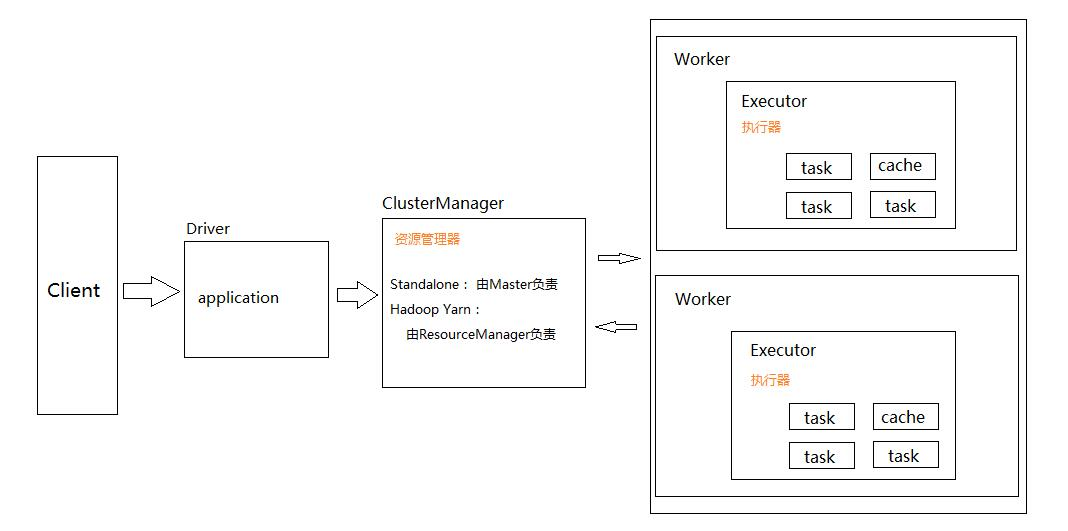 Client
Driver
application
ClusterManager
资源管理器
Standalone： 由Master负责
Hadoop Yarn：
由ResourceManager负责
Worker
Executor
执行器
task
cache
task
task
Worker
Executor
执行器
task
cache
task
task